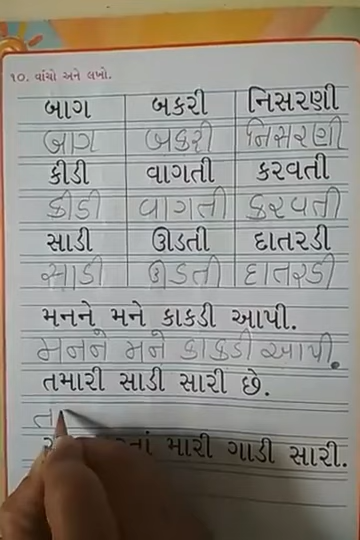 ૧૦. વાંચો અને લખો.
બાગ બકરી નિસરણી
બાગ બકરી નિસરણી
કીડી વાગતી કરવતી
કીડી વાગતી કરવતી
સાડી ઊડતી દાતરડી
સાડી ઊડતી દાતરડી
મનને મને કાકડી આપી.
મનને મને કાકડી આપી.
તમારી સાડી સારી છે.
ત
મારી ગાડી સારી.